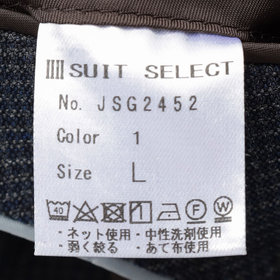 SUIT SELECT
No. JSG2452
Color 1
Size L
40 P W
・ネット使用・中性洗剤使用
・弱く絞る ・あて布使用